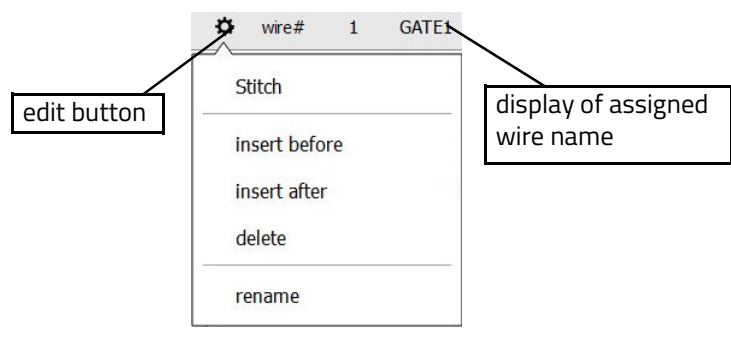 wire# 1 GATE1
Stitch
edit button
display of assigned
wire name
insert before
insert after
delete
rename